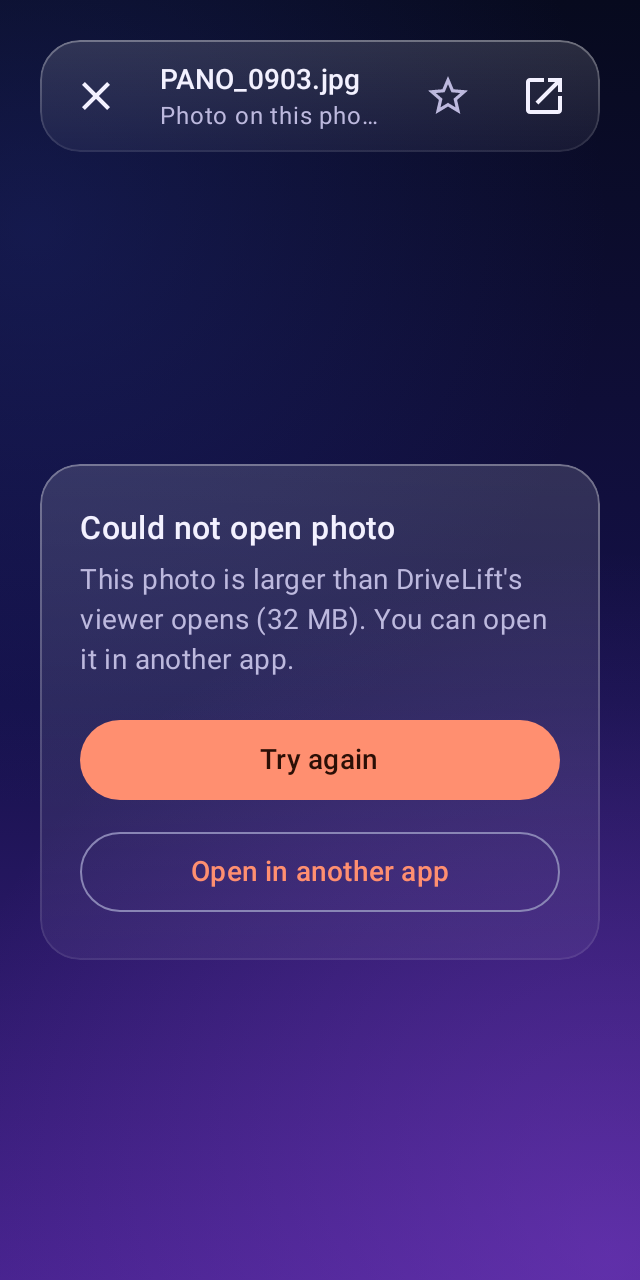 PANO_0903.jpg
Photo on this pho…
Could not open photo
This photo is larger than DriveLift's
viewer opens (32 MB). You can open
it in another app.
Try again
Open in another app